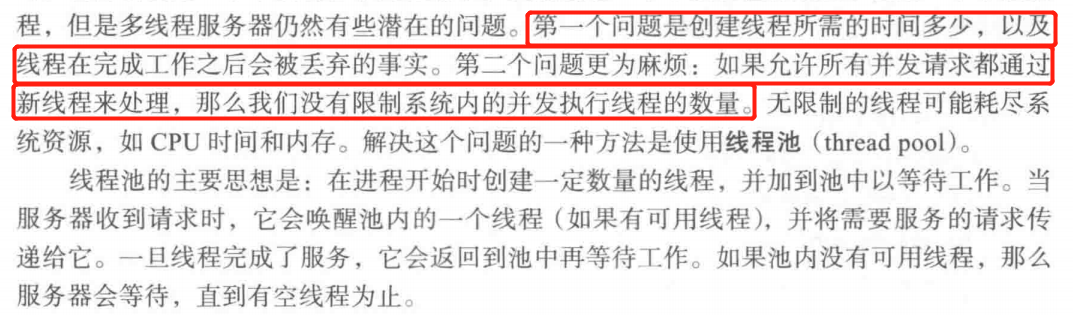 程，但是多线程服务器仍然有些潜在的问题。第一个问题是创建线程所需的时间多少，以及
线程在完成工作之后会被丢弃的事实。第二个问题更为麻烦：如果允许所有并发请求都通过
新线程来处理，那么我们没有限制系统内的并发执行线程的数量。无限制的线程可能耗尽系
统资源，如 CPU 时间和内存。解决这个问题的一种方法是使用线程池（thread pool）。
线程池的主要思想是：在进程开始时创建一定数量的线程，并加到池中以等待工作。当
服务器收到请求时，它会唤醒池内的一个线程（如果有可用线程），并将需要服务的请求传
递给它。一旦线程完成了服务，它会返回到池中再等待工作。如果池内没有可用线程，那么
服务器会等待，直到有空线程为止。